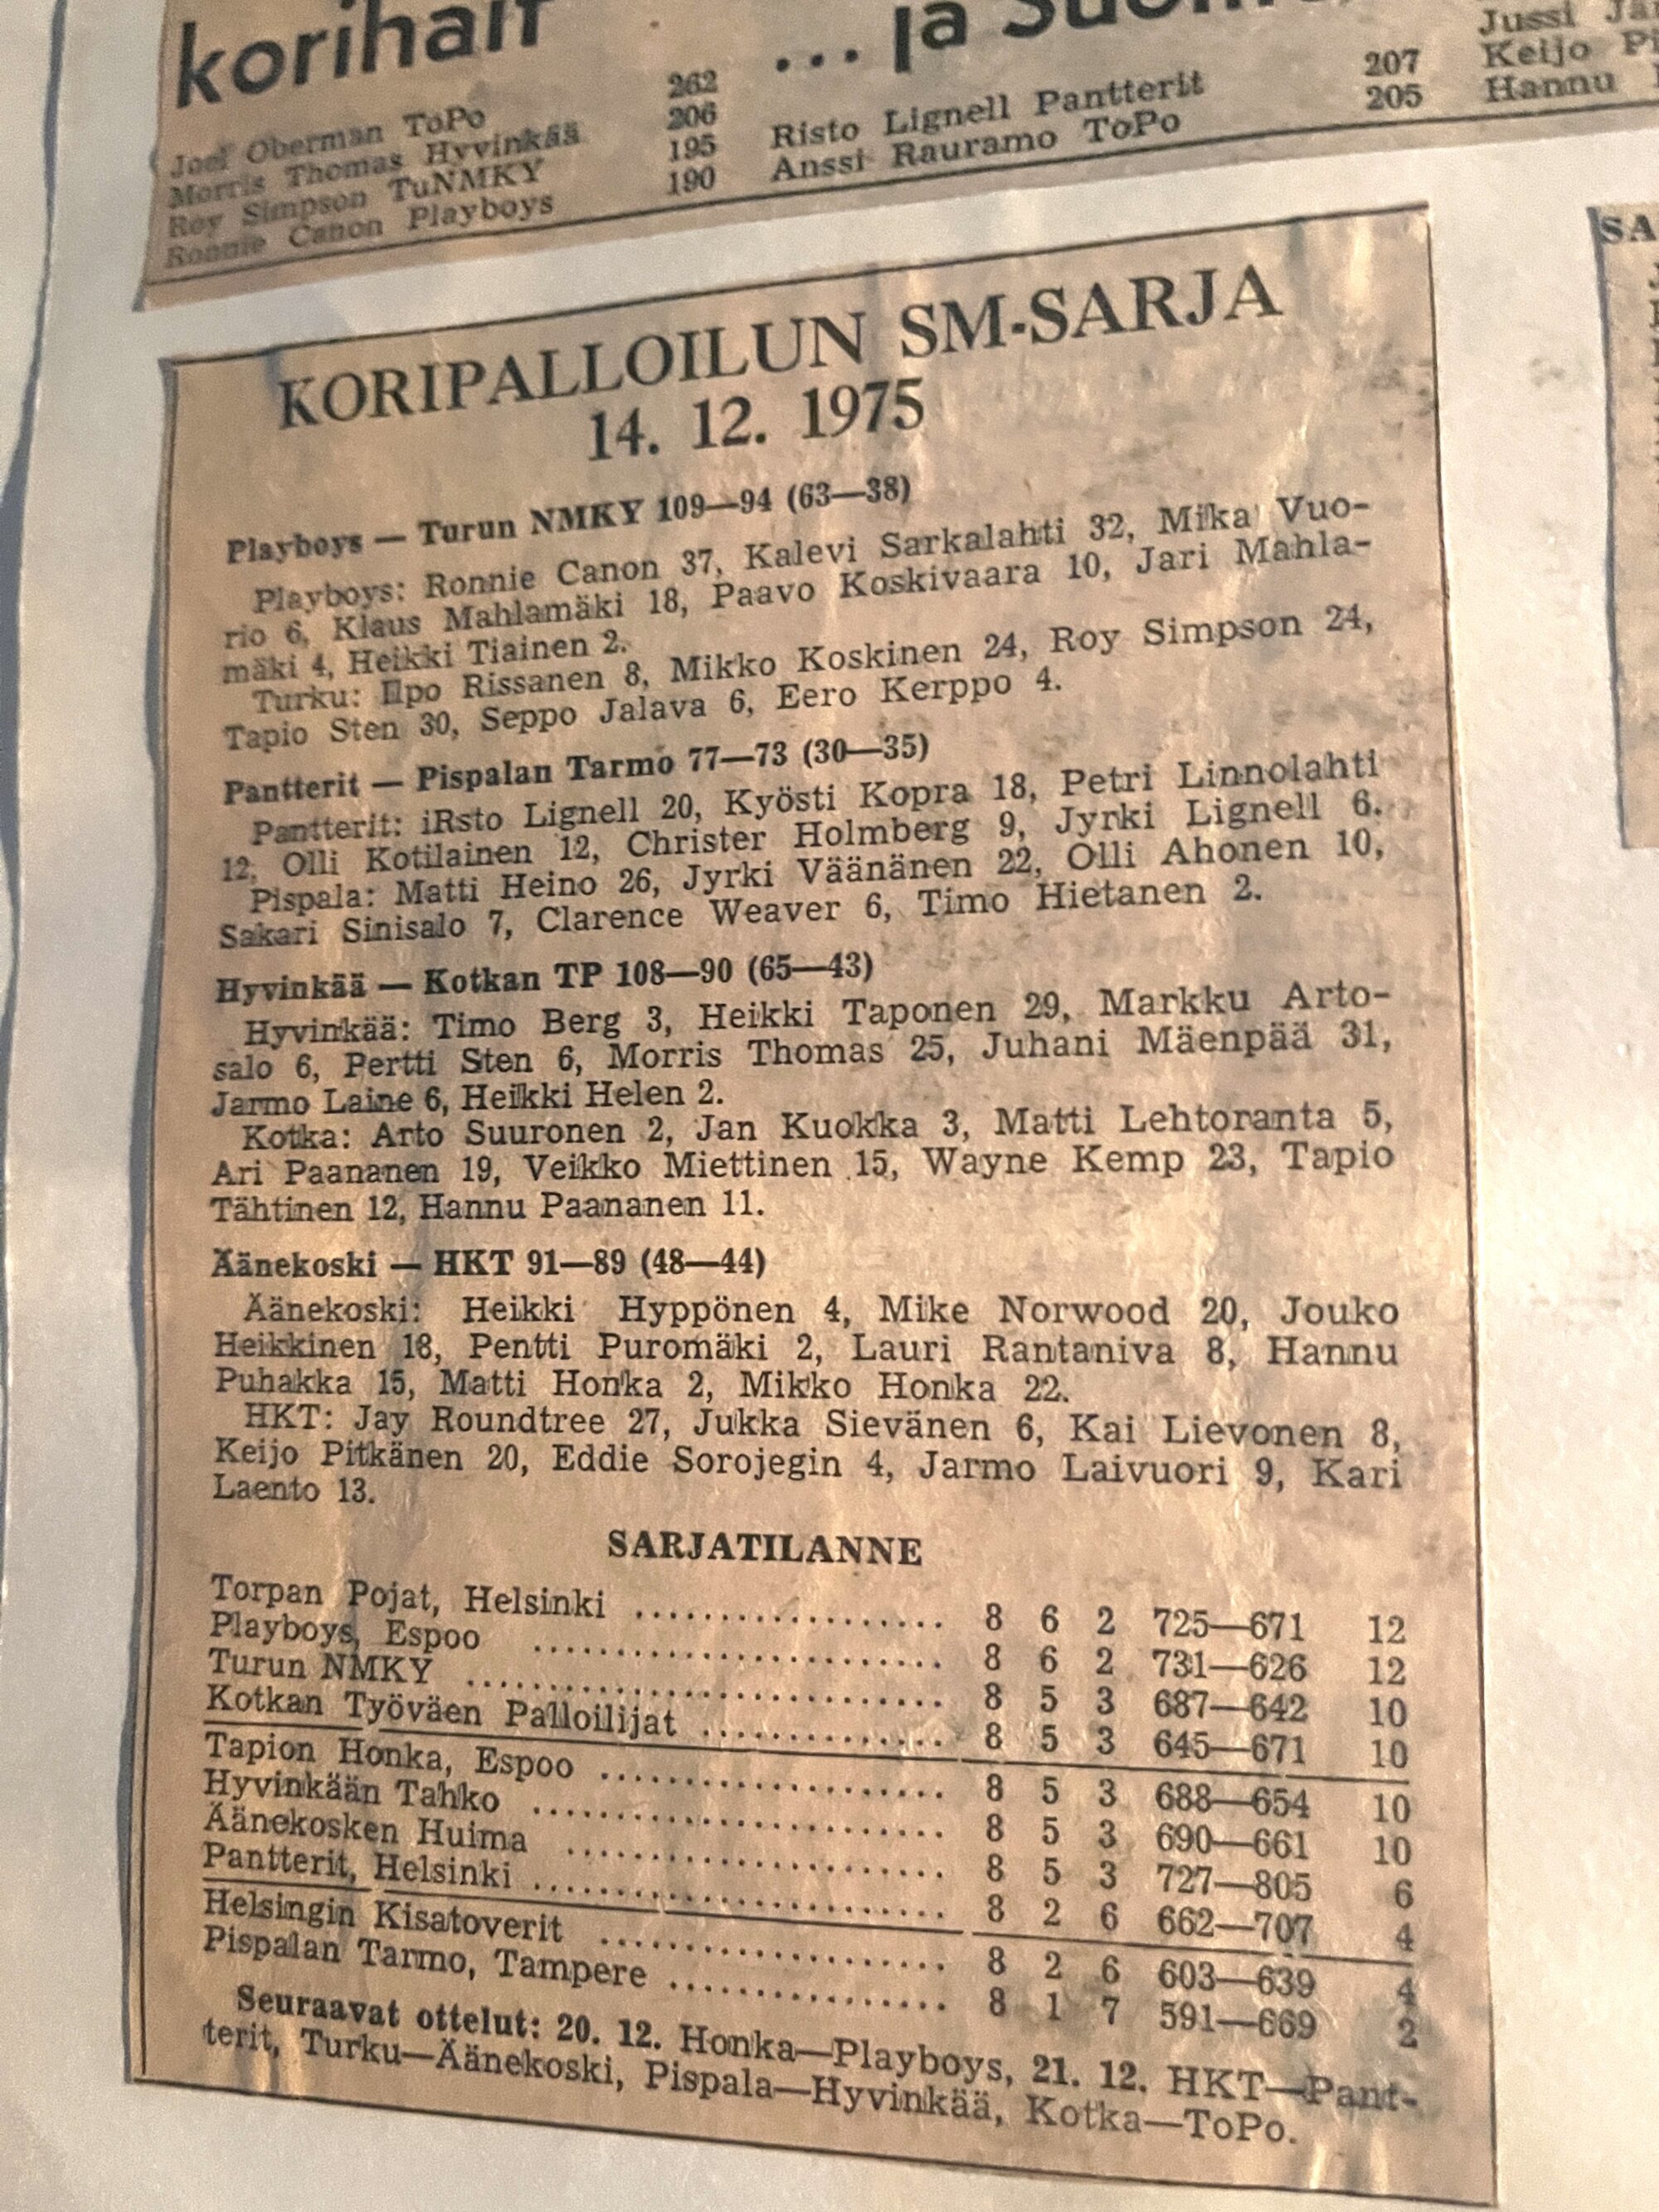 korihait
Joel Oberman ToPo 262
Morris Thomas Hyvinkää 206
Roy Simpson TuNMKY 195
Ronnie Canon Playboys 190
... ja
Risto Lignell Pantterit 207
Anssi Rauramo ToPo 205
Jussi
Keijo
Hannu
SA
KORIPALLOILUN SM-SARJA
14. 12. 1975
Playboys — Turun NMKY 109—94 (63—38)
Playboys: Ronnie Canon 37, Kalevi Sarkalahti 32, Mika Vuo-
rio 6, Klaus Mahlamäki 18, Paavo Koskivaara 10, Jari Mahla-
mäki 4, Heikki Tiainen 2.
Turku: Ilpo Rissanen 8, Mikko Koskinen 24, Roy Simpson 24,
Tapio Sten 30, Seppo Jalava 6, Eero Kerppo 4.
Pantterit — Pispalan Tarmo 77—73 (30—35)
Pantterit: iRsto Lignell 20, Kyösti Kopra 18, Petri Linnolahti
12, Olli Kotilainen 12, Christer Holmberg 9, Jyrki Lignell 6.
Pispala: Matti Heino 26, Jyrki Väänänen 22, Olli Ahonen 10,
Sakari Sinisalo 7, Clarence Weaver 6, Timo Hietanen 2.
Hyvinkää — Kotkan TP 108—90 (65—43)
Hyvinkää: Timo Berg 3, Heikki Taponen 29, Markku Arto-
salo 6, Pertti Sten 6, Morris Thomas 25, Juhani Mäenpää 31,
Jarmo Laine 6, Heikki Helen 2.
Kotka: Arto Suuronen 2, Jan Kuokka 3, Matti Lehtoranta 5,
Ari Paananen 19, Veikko Miettinen 15, Wayne Kemp 23, Tapio
Tähtinen 12, Hannu Paananen 11.
Äänekoski — HKT 91—89 (48—44)
Äänekoski: Heikki Hyppönen 4, Mike Norwood 20, Jouko
Heikkinen 18, Pentti Puromäki 2, Lauri Rantaniva 8, Hannu
Puhakka 15, Matti Honka 2, Mikko Honka 22.
HKT: Jay Roundtree 27, Jukka Sievänen 6, Kai Lievonen 8,
Keijo Pitkänen 20, Eddie Sorojegin 4, Jarmo Laivuori 9, Kari
Laento 13.
SARJATILANNE
Torpan Pojat, Helsinki .................. 8 6 2 725—671 12
Playboys, Espoo .................. 8 6 2 731—626 12
Turun NMKY .................. 8 5 3 687—642 10
Kotkan Työväen Palloilijat .................. 8 5 3 645—671 10
Tapion Honka, Espoo .................. 8 5 3 688—654 10
Hyvinkään Tahko .................. 8 5 3 690—661 10
Äänekosken Huima .................. 8 5 3 727—805 6
Pantterit, Helsinki .................. 8 2 6 662—707 4
Helsingin Kisatoverit .................. 8 2 6 603—639 4
Pispalan Tarmo, Tampere .................. 8 1 7 591—669 2
Seuraavat ottelut: 20. 12. Honka—Playboys, 21. 12. HKT—Pant-
terit, Turku—Äänekoski, Pispala—Hyvinkää, Kotka—ToPo.